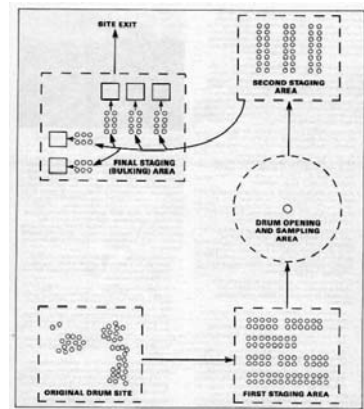 SITE EXIT
SECOND STAGING
AREA
FINAL STAGING
(BULKING) AREA
DRUM OPENING
AND SAMPLING
AREA
ORIGINAL DRUM SITE
FIRST STAGING AREA